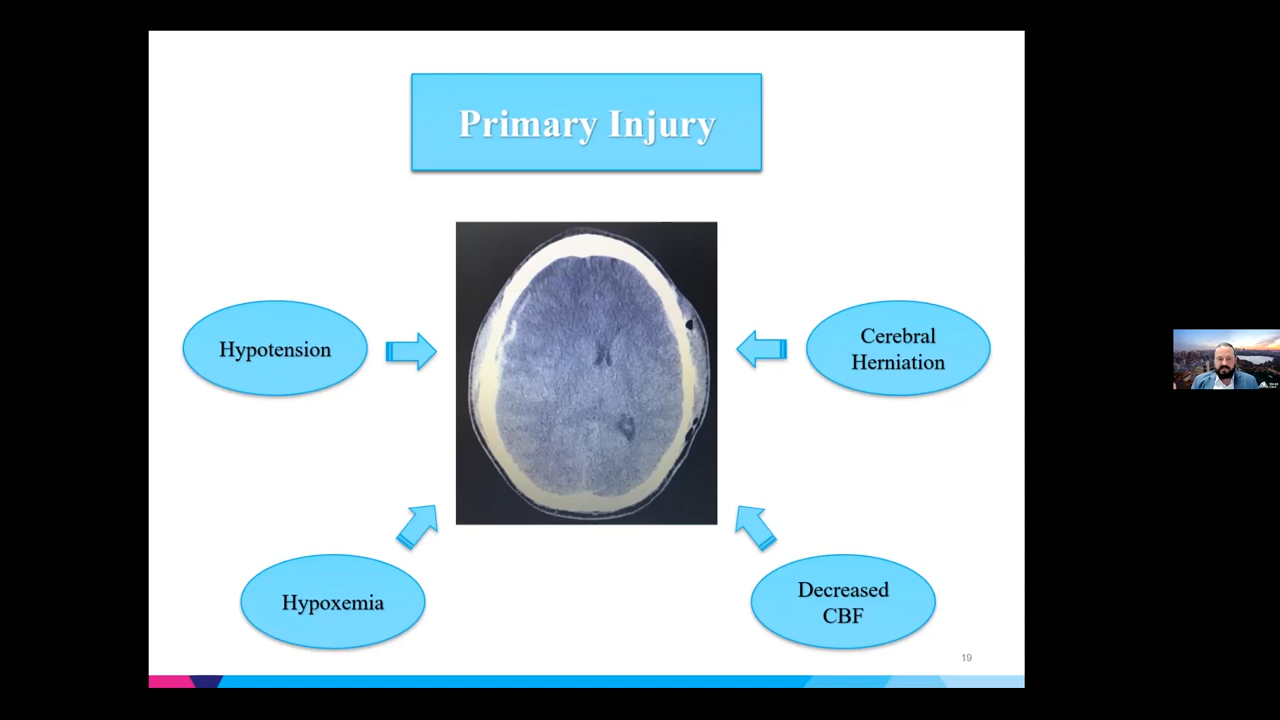 Primary Injury
Hypotension
Cerebral
Herniation
Hypoxemia
Decreased
CBF
19